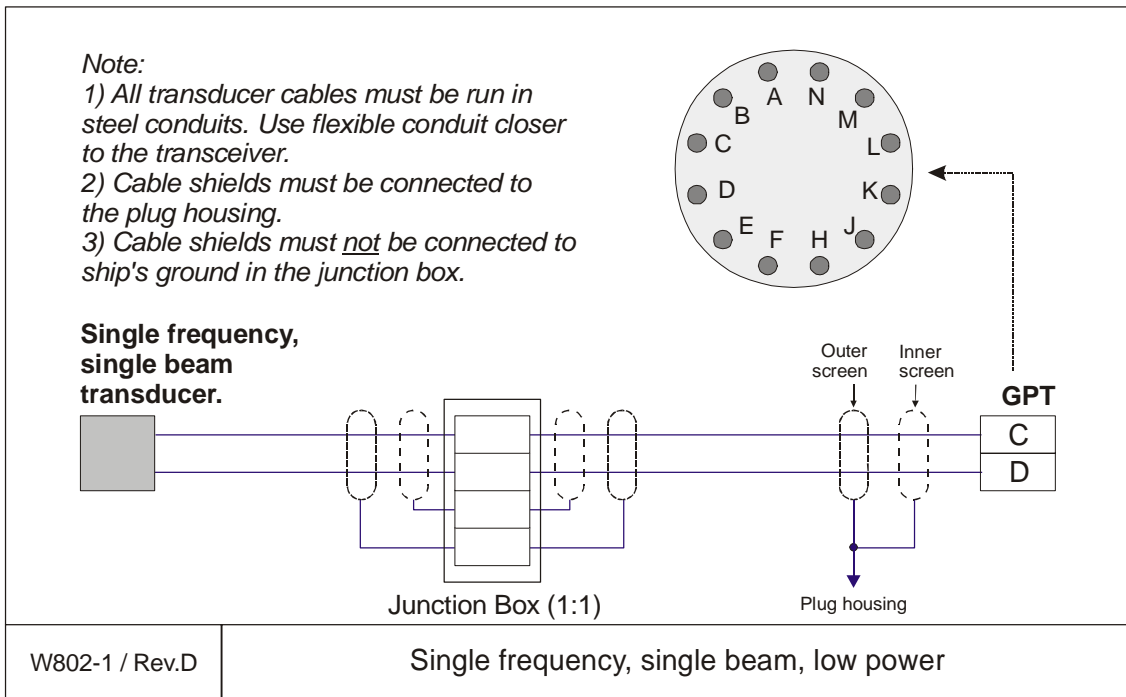 Note:
1) All transducer cables must be run in
steel conduits. Use flexible conduit closer
to the transceiver.
2) Cable shields must be connected to
the plug housing.
3) Cable shields must not be connected to
ship's ground in the junction box.
A
N
B
M
C
L
D
K
E
J
F
H
Single frequency,
single beam
transducer.
Outer
screen
Inner
screen
GPT
C
D
Junction Box (1:1)
Plug housing
W802-1 / Rev.D
Single frequency, single beam, low power